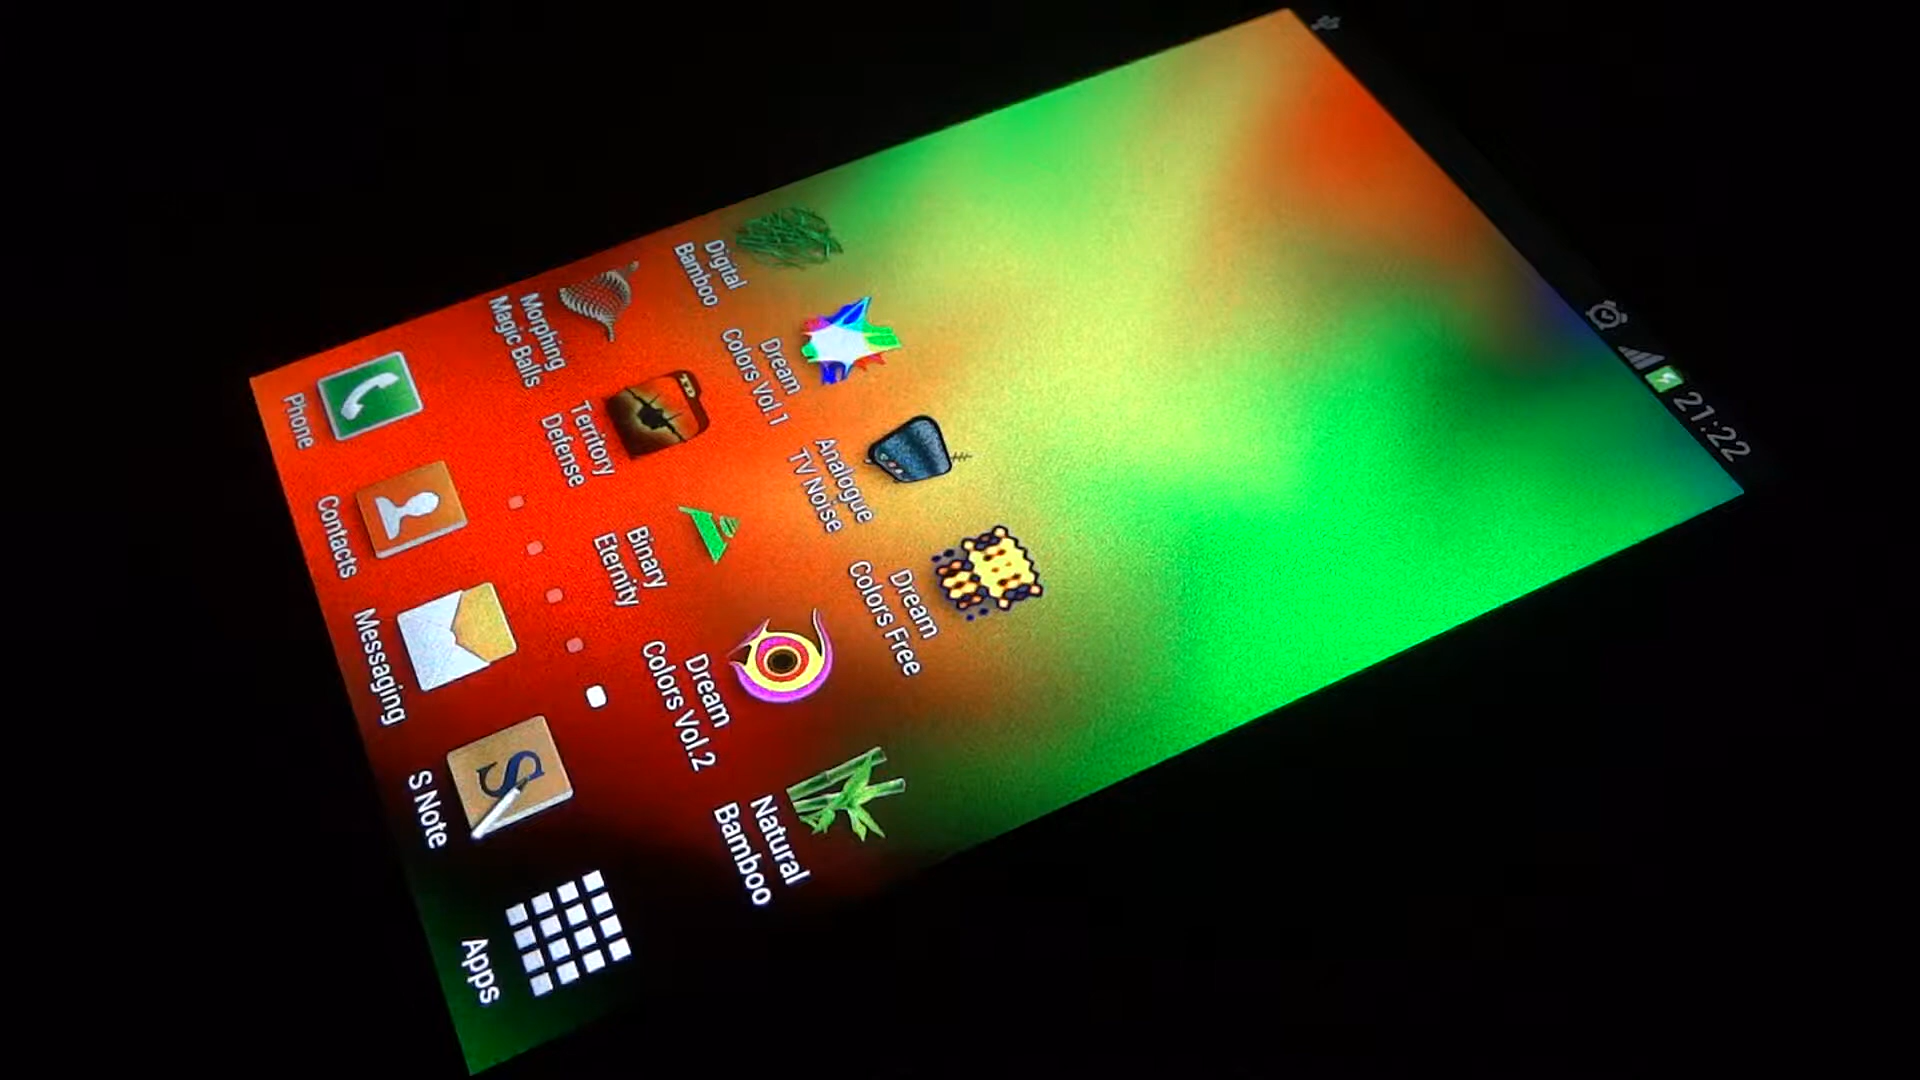 21:22
Digital
Bamboo
Dream
Colors Vol.1
Analogue
TV Noise
Dream
Colors Free
Morphing
Magic Balls
Territory
Defense
Binary
Eternity
Dream
Colors Vol.2
Natural
Bamboo
Phone
Contacts
Messaging
S Note
Apps